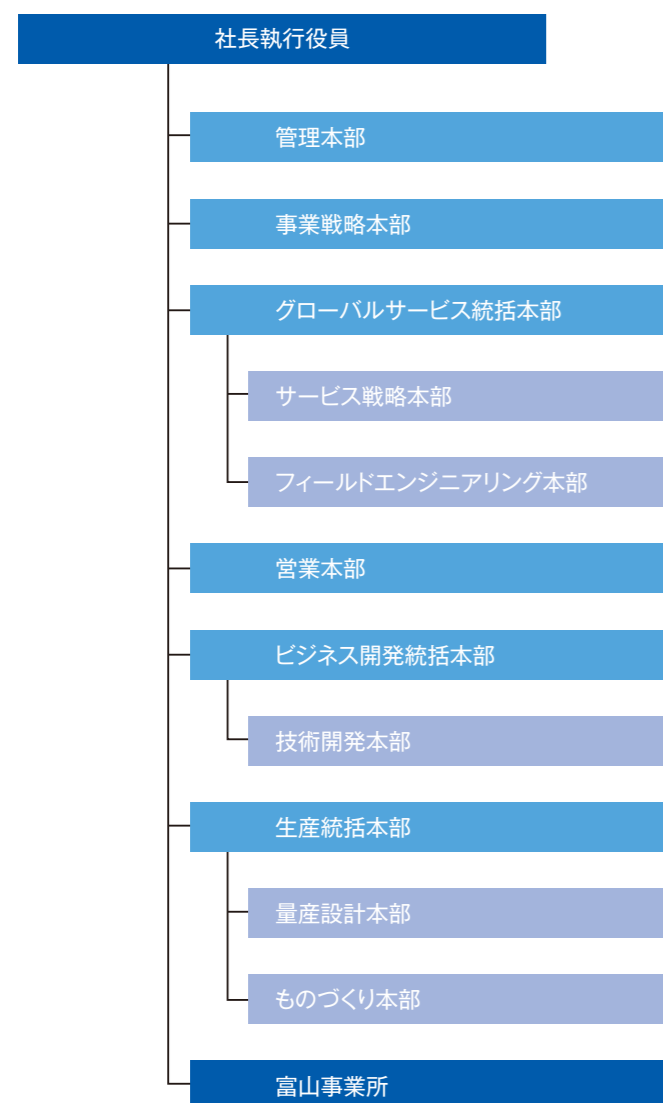 社長執行役員
管理本部
事業戦略本部
グローバルサービス統括本部
サービス戦略本部
フィールドエンジニアリング本部
営業本部
ビジネス開発統括本部
技術開発本部
生産統括本部
量産設計本部
ものづくり本部
富山事業所